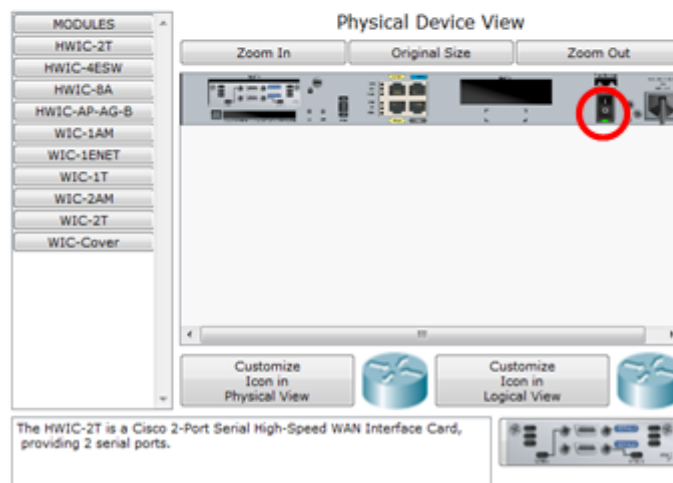 Physical Device View
MODULES
HWIC-2T
HWIC-4ESW
HWIC-8A
HWIC-AP-AG-B
WIC-1AM
WIC-1ENET
WIC-1T
WIC-2AM
WIC-2T
WIC-Cover
Zoom In
Original Size
Zoom Out
Customize
Icon in
Physical View
Customize
Icon in
Logical View
The HWIC-2T is a Cisco 2-Port Serial High-Speed WAN Interface Card,
providing 2 serial ports.